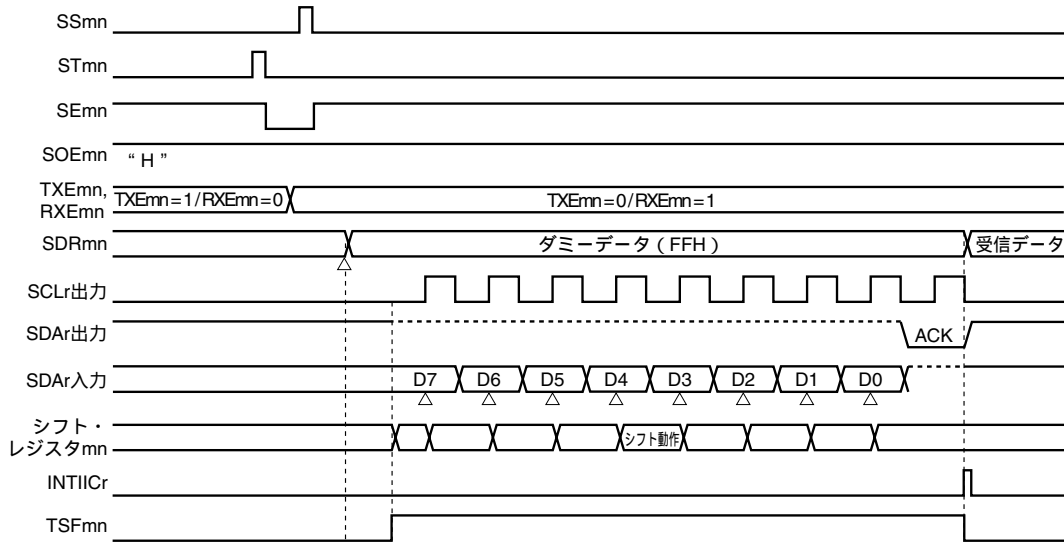 SSmn
STmn
SEmn
SOEmn “ H ”
TXEmn,
RXEmn
TXEmn=1/RXEmn=0
TXEmn=0/RXEmn=1
SDRmn
ダミーデータ（FFH）
受信データ
SCLr出力
SDAr出力
ACK
SDAr入力
D7 D6 D5 D4 D3 D2 D1 D0
シフト・
レジスタmn
シフト動作
INTIICr
TSFmn